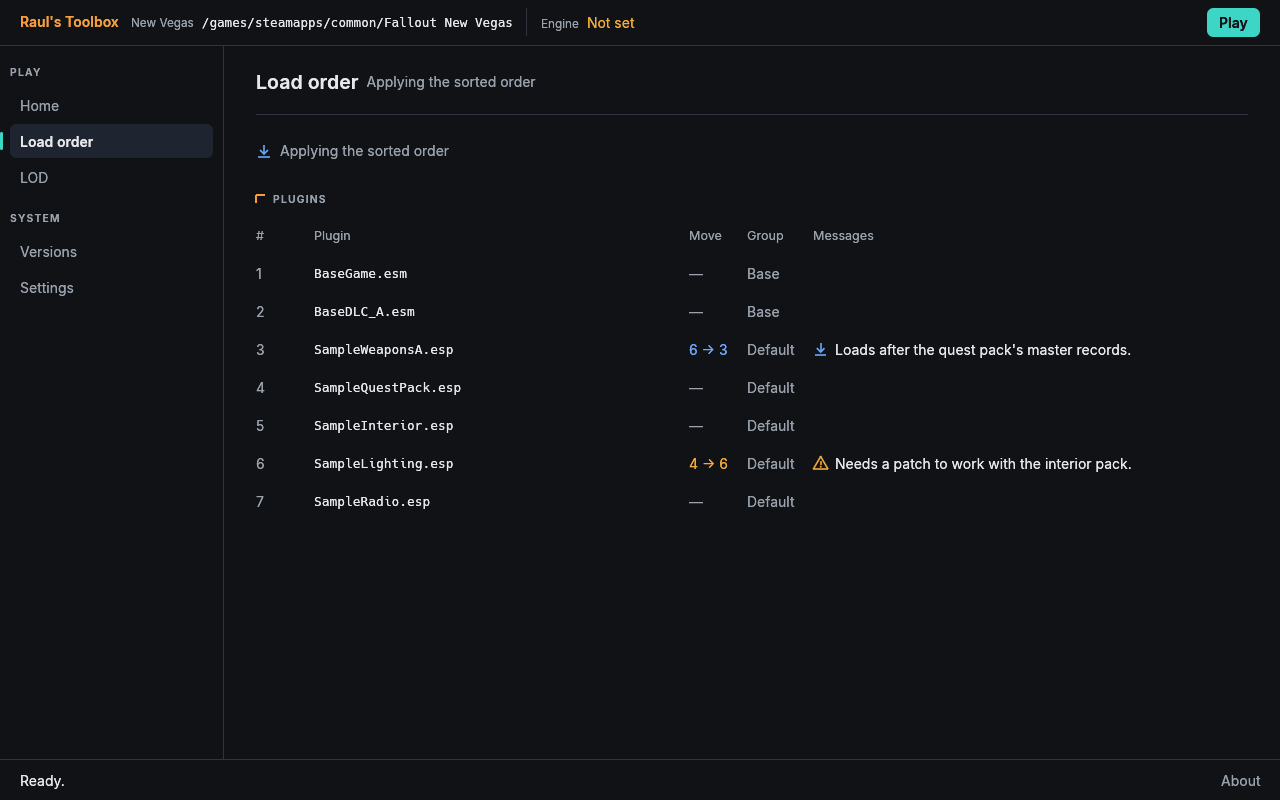 Raul's Toolbox New Vegas /games/steamapps/common/Fallout New Vegas Engine Not set Play
PLAY
Home
Load order
LOD
SYSTEM
Versions
Settings
Load order Applying the sorted order
Applying the sorted order
PLUGINS
# Plugin Move Group Messages
1 BaseGame.esm — Base
2 BaseDLC_A.esm — Base
3 SampleWeaponsA.esp 6 → 3 Default Loads after the quest pack's master records.
4 SampleQuestPack.esp — Default
5 SampleInterior.esp — Default
6 SampleLighting.esp 4 → 6 Default Needs a patch to work with the interior pack.
7 SampleRadio.esp — Default
Ready. About